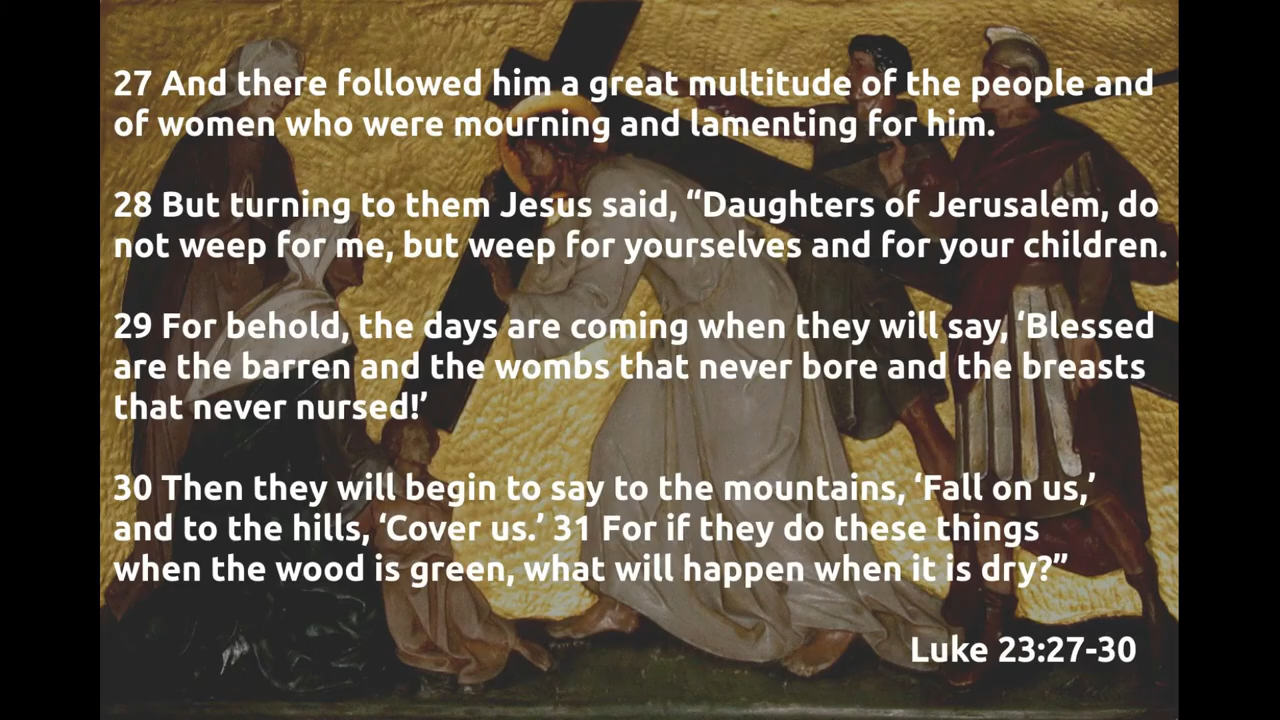 27 And there followed him a great multitude of the people and
of women who were mourning and lamenting for him.
28 But turning to them Jesus said, “Daughters of Jerusalem, do
not weep for me, but weep for yourselves and for your children.
29 For behold, the days are coming when they will say, ‘Blessed
are the barren and the wombs that never bore and the breasts
that never nursed!’
30 Then they will begin to say to the mountains, ‘Fall on us,’
and to the hills, ‘Cover us.’ 31 For if they do these things
when the wood is green, what will happen when it is dry?”
Luke 23:27-30